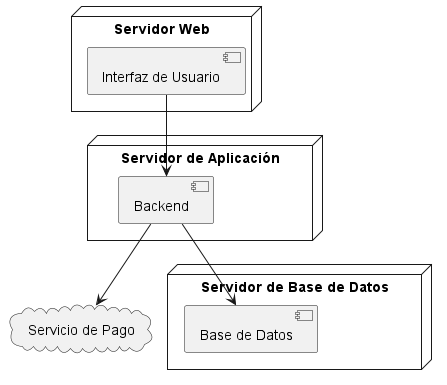 Servidor Web
Interfaz de Usuario
Servidor de Aplicación
Backend
Servidor de Base de Datos
Servicio de Pago
Base de Datos